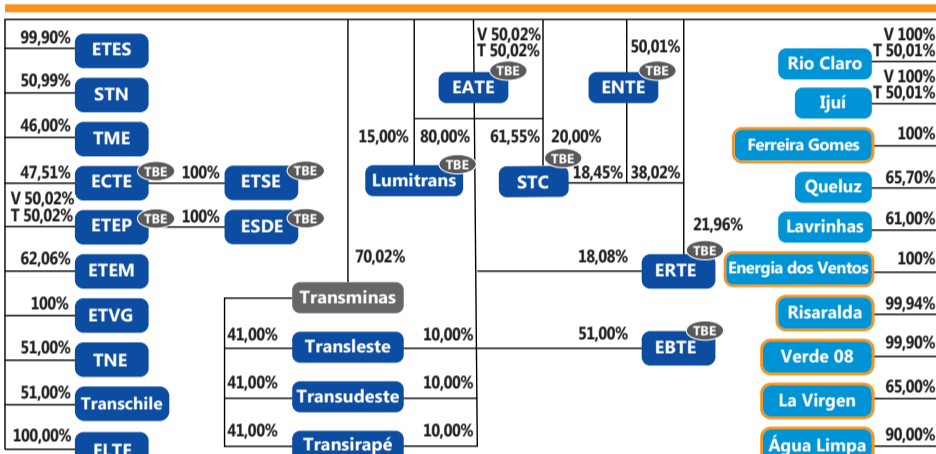 99,90%
ETES
50,99%
STN
46,00%
TME
47,51%
ECTE
TBE
100%
ETSE
TBE
V 50,02%
T 50,02%
ETEP
TBE
100%
ESDE
TBE
62,06%
ETEM
100%
ETVG
51,00%
TNE
51,00%
Transchile
100,00%
ELTE
V 50,02%
T 50,02%
EATE
TBE
50,01%
ENTE
TBE
15,00%
80,00%
61,55%
20,00%
Lumitrans
TBE
STC
TBE
18,45%
38,02%
21,96%
18,08%
ERTE
TBE
70,02%
Transminas
41,00%
Transleste
10,00%
51,00%
EBTE
TBE
41,00%
Transudeste
10,00%
41,00%
Transirapé
10,00%
V 100%
T 50,01%
Rio Claro
V 100%
T 50,01%
Ijuí
100%
Ferreira Gomes
65,70%
Queluz
61,00%
Lavrinhas
100%
Energia dos Ventos
99,94%
Risaralda
99,90%
Verde 08
65,00%
La Virgen
90,00%
Água Limpa